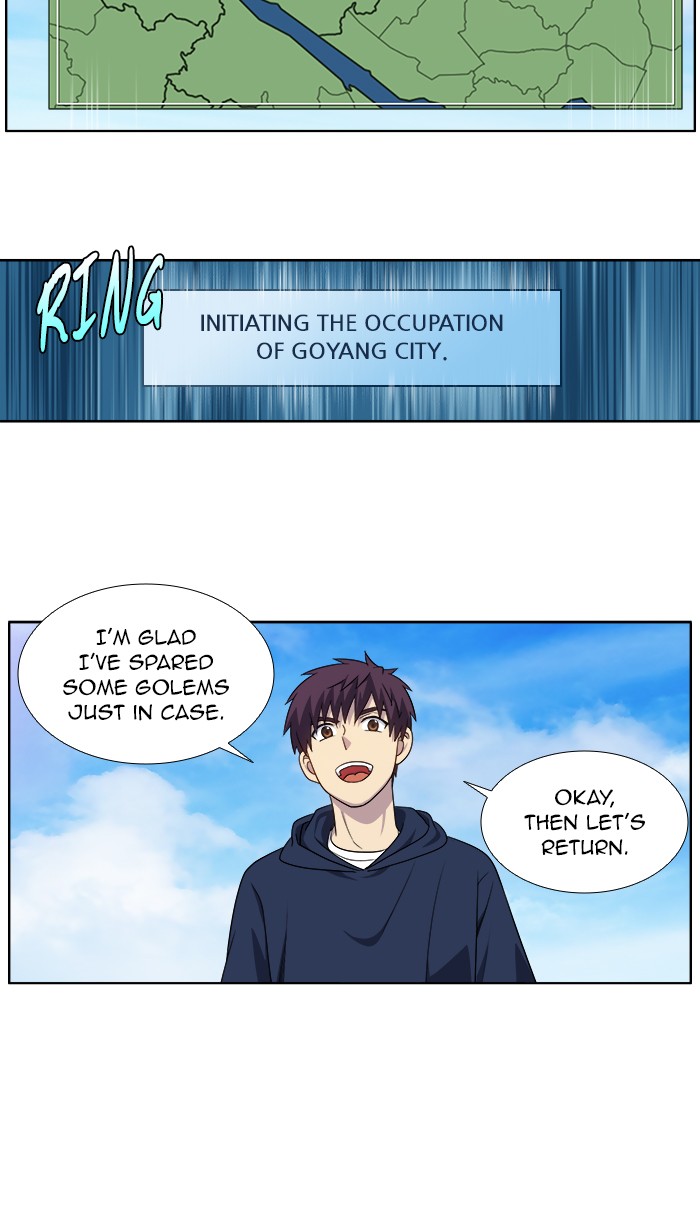 RING
INITIATING THE OCCUPATION
OF GOYANG CITY.
I'M GLAD
I'VE SPARED
SOME GOLEMS
JUST IN CASE.
OKAY,
THEN LET'S
RETURN.